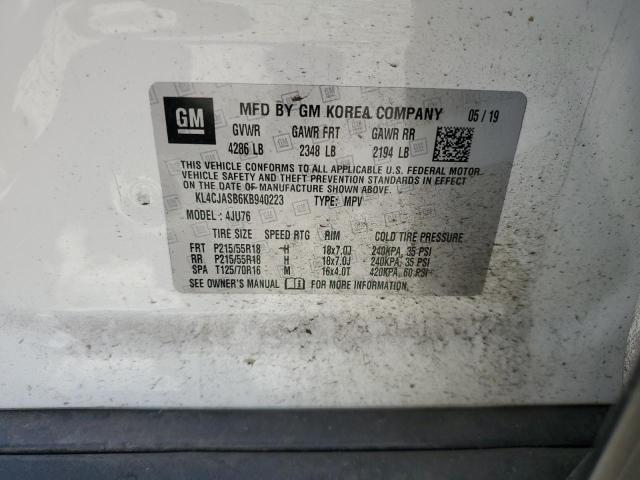 GM MFD BY GM KOREA COMPANY 05 / 19
GVWR GAWR FRT GAWR RR
4286 LB 2348 LB 2194 LB
THIS VEHICLE CONFORMS TO ALL APPLICABLE U.S. FEDERAL MOTOR
VEHICLE SAFETY AND THEFT PREVENTION STANDARDS IN EFFECT
ON THE DATE OF MANUFACTURE SHOWN ABOVE.
KL4CJASB6KB940223 TYPE: MPV
MODEL : 4JU76
TIRE SIZE SPEED RTG RIM COLD TIRE PRESSURE
FRT P215/55R18 H 18x7.0J 240KPA, 35 PSI
RR P215/55R18 H 18x7.0J 240KPA, 35 PSI
SPA T125/70R16 M 16x4.0T 420KPA, 60 PSI
SEE OWNER'S MANUAL FOR MORE INFORMATION.